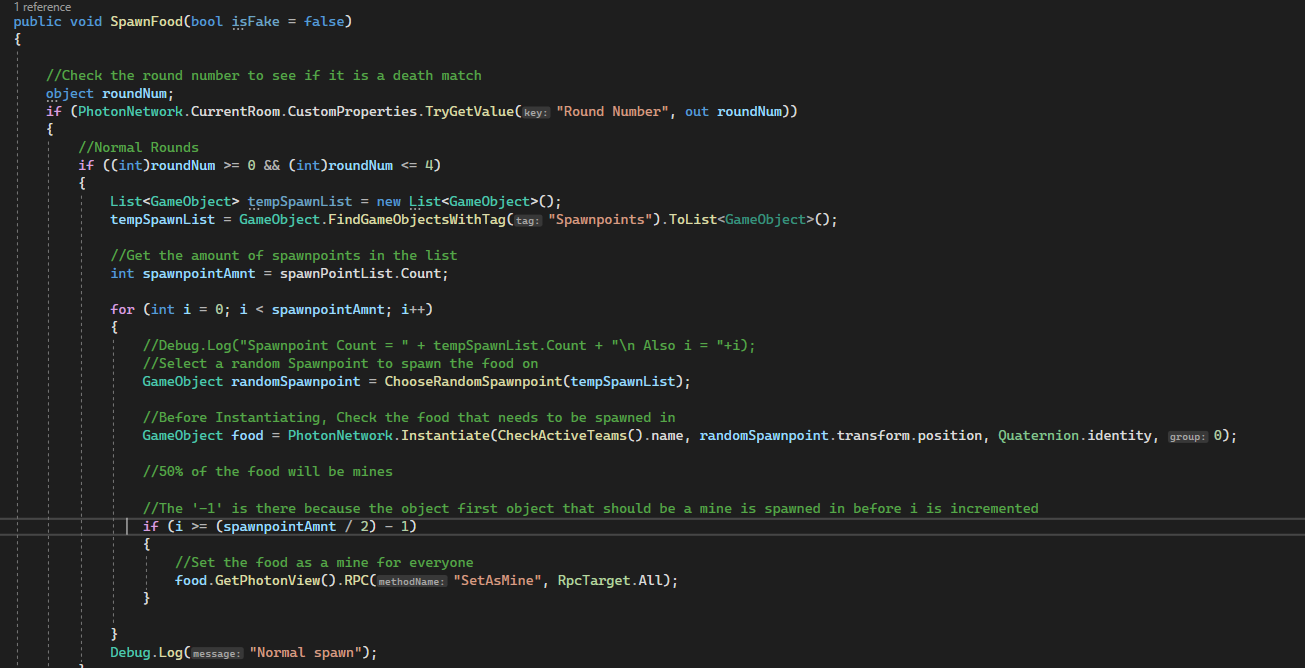 1 reference
public void SpawnFood(bool isFake = false)
{
//Check the round number to see if it is a death match
object roundNum;
if (PhotonNetwork.CurrentRoom.CustomProperties.TryGetValue(key: "Round Number", out roundNum))
{
//Normal Rounds
if ((int)roundNum >= 0 && (int)roundNum <= 4)
{
List<GameObject> tempSpawnList = new List<GameObject>();
tempSpawnList = GameObject.FindGameObjectsWithTag(tag: "Spawnpoints").ToList<GameObject>();
//Get the amount of spawnpoints in the list
int spawnpointAmnt = spawnPointList.Count;
for (int i = 0; i < spawnpointAmnt; i++)
{
//Debug.Log("Spawnpoint Count = " + tempSpawnList.Count + "\n Also i = "+i);
//Select a random Spawnpoint to spawn the food on
GameObject randomSpawnpoint = ChooseRandomSpawnpoint(tempSpawnList);
//Before Instantiating, Check the food that needs to be spawned in
GameObject food = PhotonNetwork.Instantiate(CheckActiveTeams().name, randomSpawnpoint.transform.position, Quaternion.identity, group: 0);
//50% of the food will be mines
//The '-1' is there because the object first object that should be a mine is spawned in before i is incremented
if (i >= (spawnpointAmnt / 2) - 1)
{
//Set the food as a mine for everyone
food.GetPhotonView().RPC(methodName: "SetAsMine", RpcTarget.All);
}
}
Debug.Log(message: "Normal spawn");
}